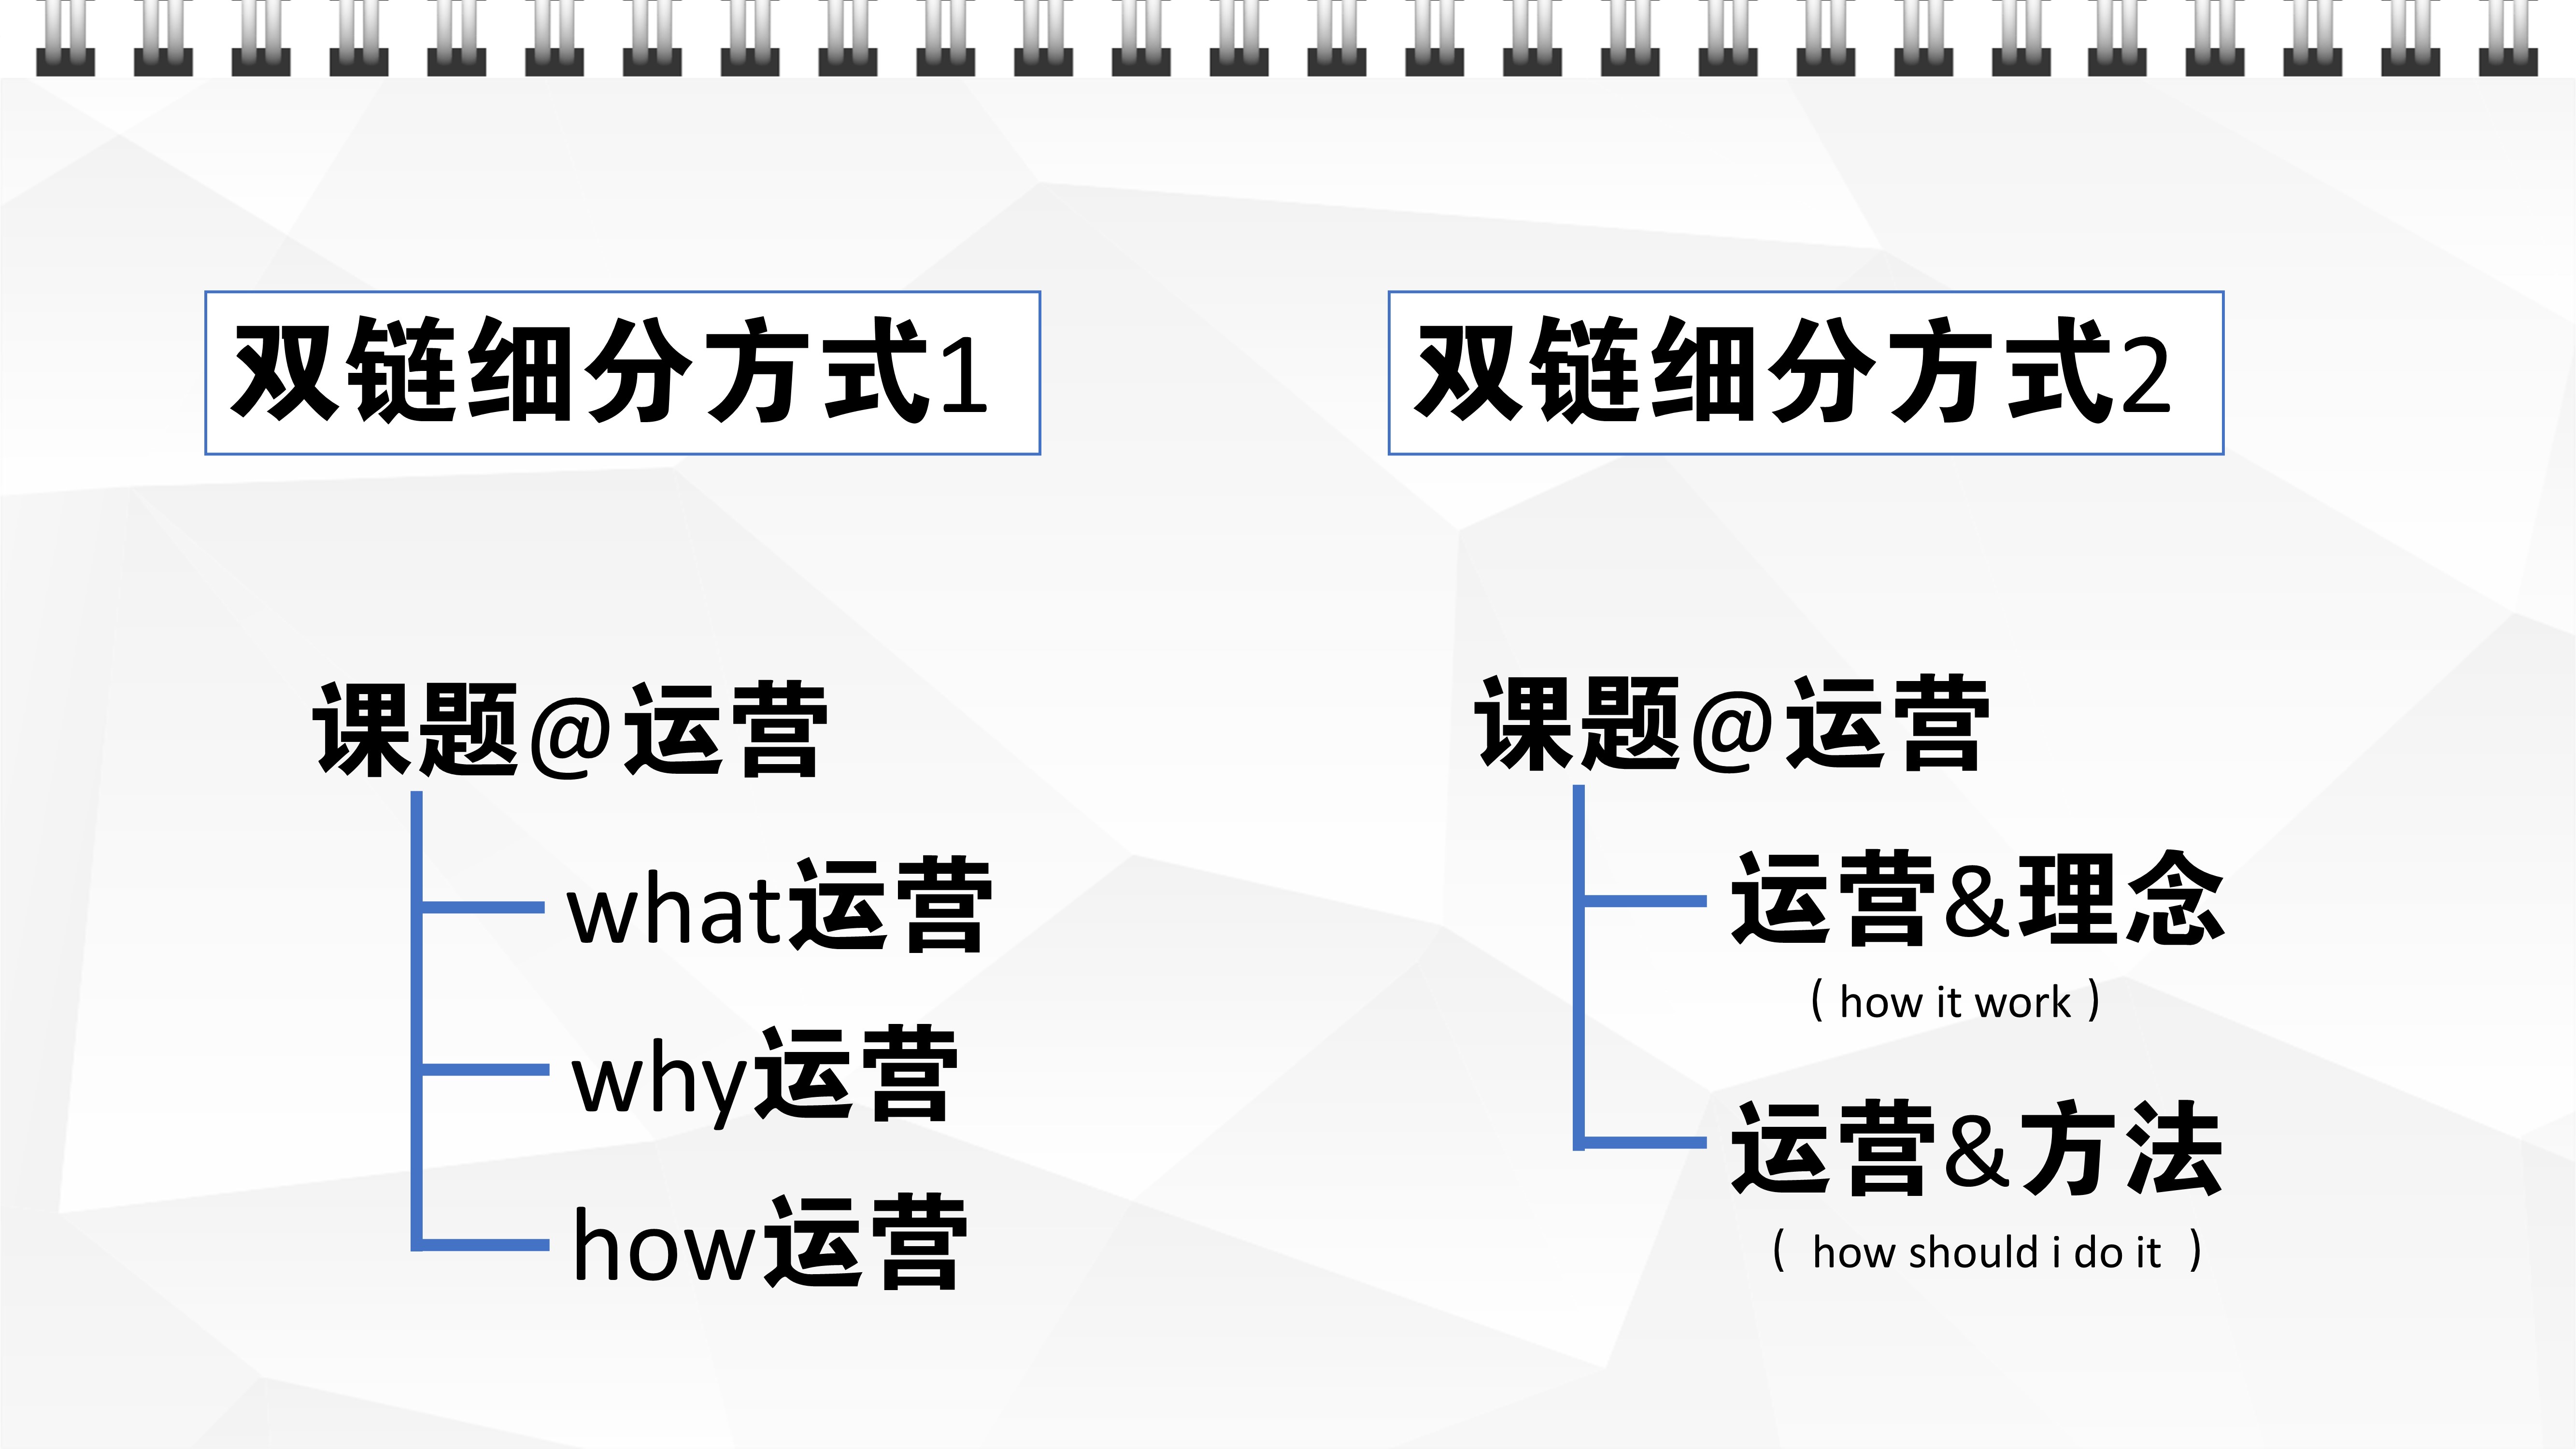 双链细分方式1
课题@运营
what运营
why运营
how运营
双链细分方式2
课题@运营
运营&理念
（how it work）
运营&方法
（ how should i do it ）